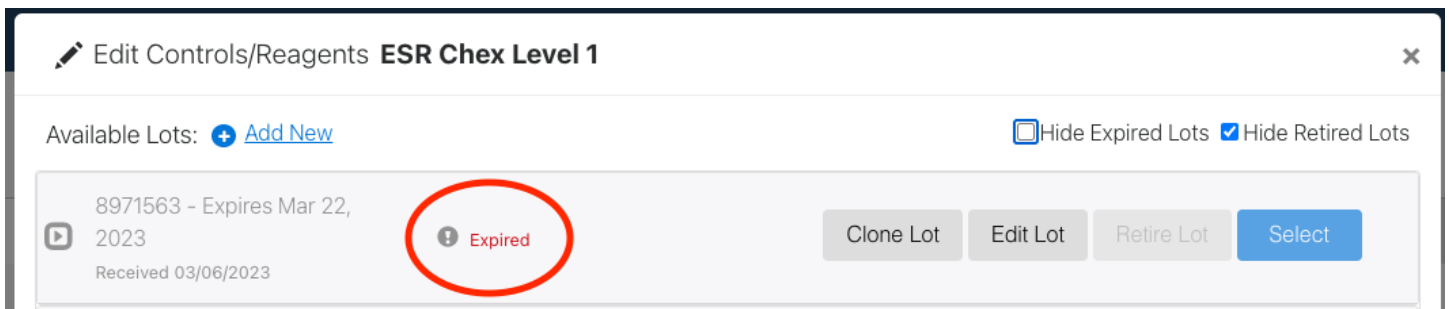 Edit Controls/Reagents ESR Chex Level 1 ×
Available Lots: Add New Hide Expired Lots Hide Retired Lots
8971563 - Expires Mar 22,
2023
Received 03/06/2023
Expired
Clone Lot Edit Lot Retire Lot Select